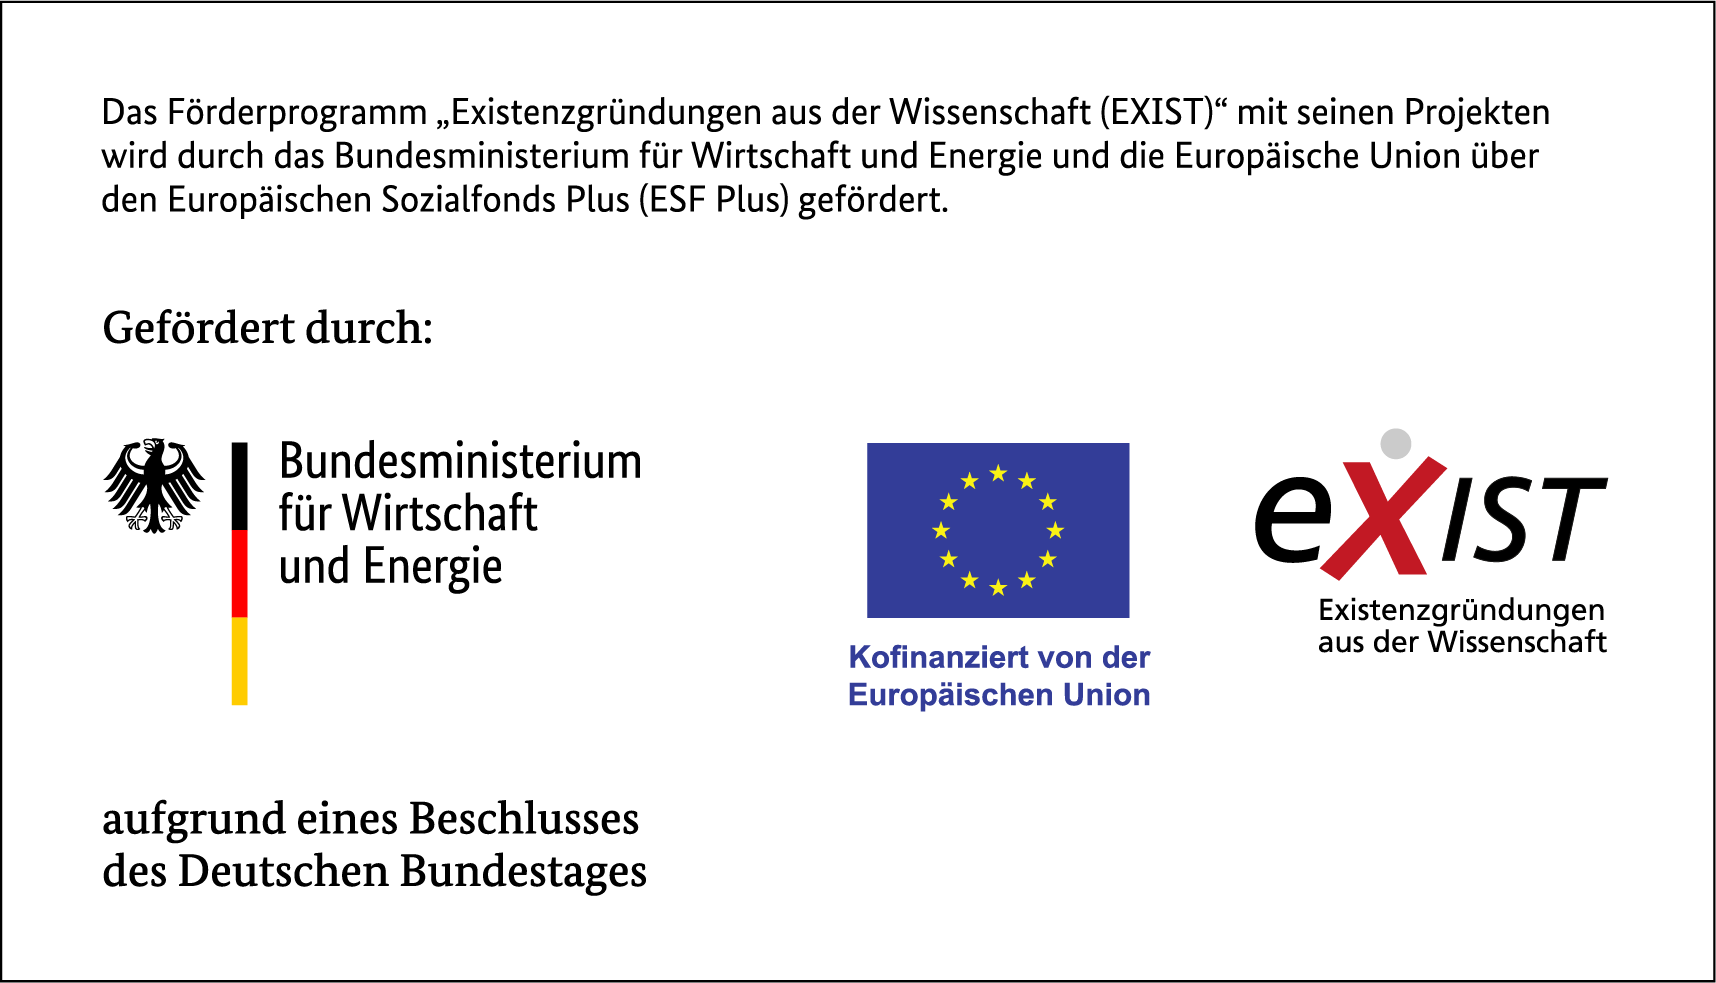 Das Förderprogramm „Existenzgründungen aus der Wissenschaft (EXIST)“ mit seinen Projekten
wird durch das Bundesministerium für Wirtschaft und Energie und die Europäische Union über
den Europäischen Sozialfonds Plus (ESF Plus) gefördert.
Gefördert durch:
Bundesministerium
für Wirtschaft
und Energie
Kofinanziert von der
Europäischen Union
eXIST
Existenzgründungen
aus der Wissenschaft
aufgrund eines Beschlusses
des Deutschen Bundestages